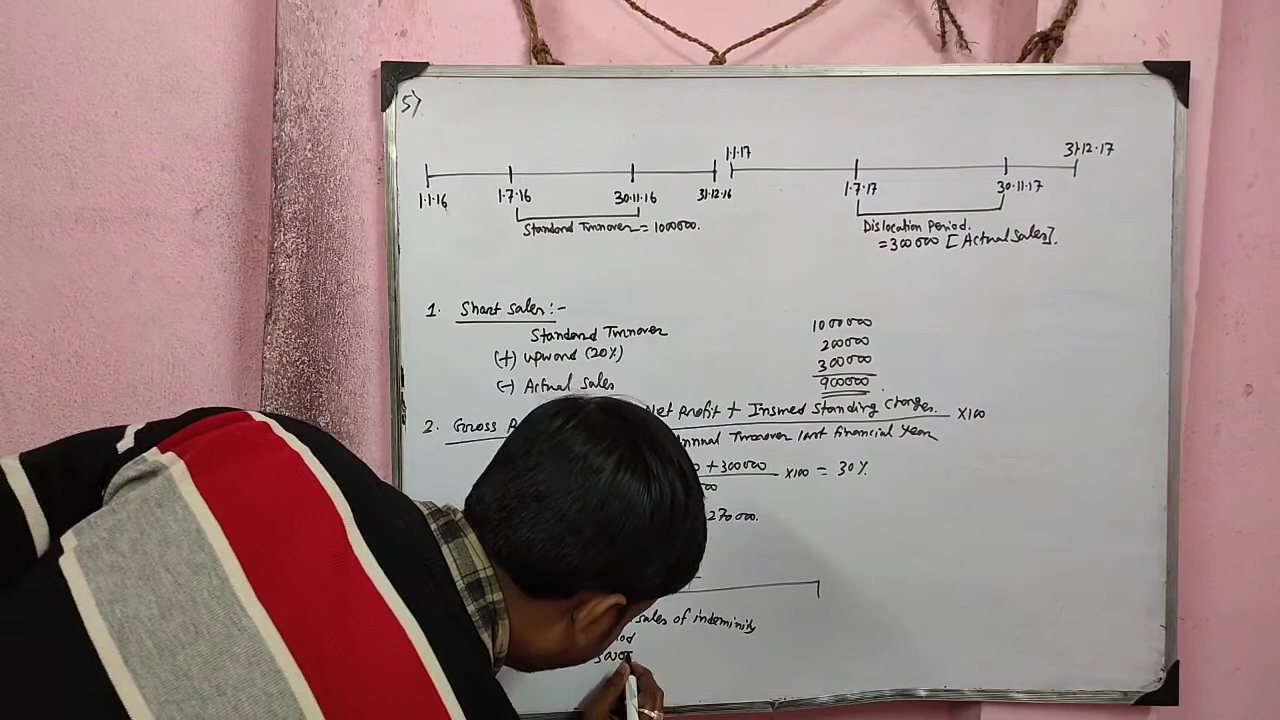 5)
1.1.17
31.12.17
1.1.16
1.7.16
30.11.16
31.12.16
1.7.17
30.11.17
Standard Turnover = 1000000.
Dislocation Period.
= 300000 [Actual Sales].
1. Short Sales :-
Standard Turnover 1000000
(+) upward (20%) 200000
(-) Actual Sales 300000
900000
2. Gross Net Profit + Insured Standing Charges. X100
Annual Turnover last financial Year
+ 300000 X100 = 30%
270000.
sales of indeminity